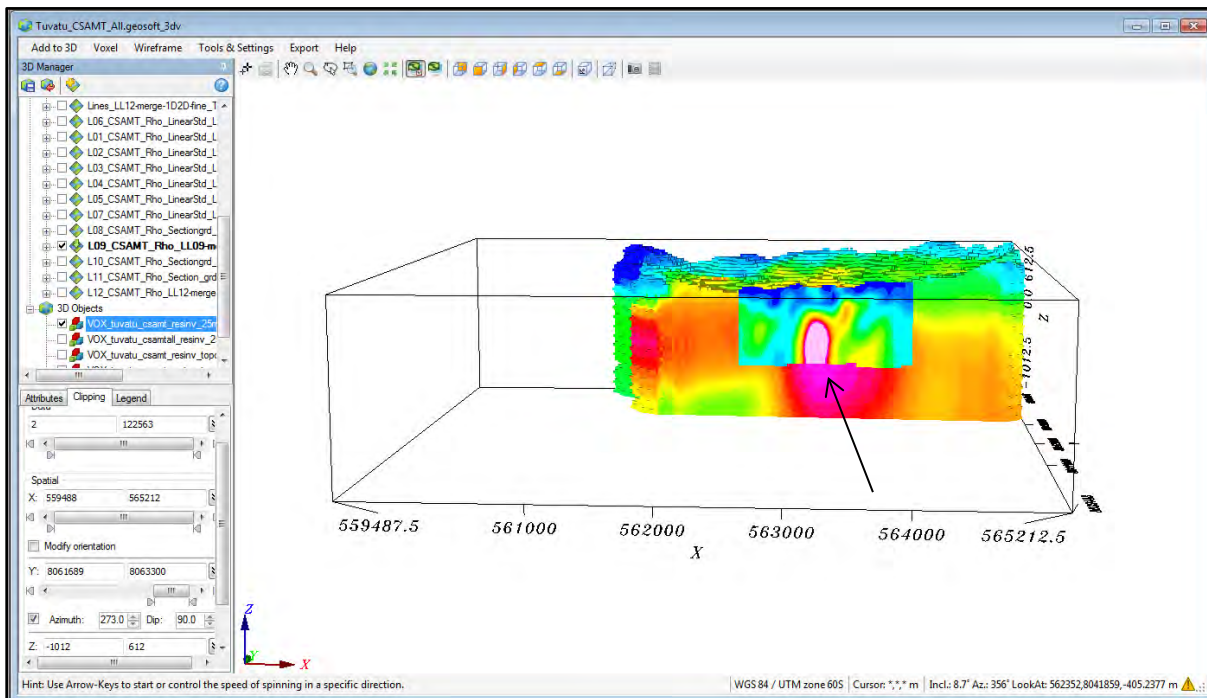 Tuvatu_CSAMT_All.geosoft_3dv
Add to 3D Voxel Wireframe Tools & Settings Export Help
3D Manager
Lines_LL12-merge-1D2D-fine_T
L06_CSAMT_Rho_LinearStd_L
L01_CSAMT_Rho_LinearStd_L
L02_CSAMT_Rho_LinearStd_L
L03_CSAMT_Rho_LinearStd_L
L04_CSAMT_Rho_LinearStd_L
L05_CSAMT_Rho_LinearStd_L
L07_CSAMT_Rho_LinearStd_L
L08_CSAMT_Rho_Sectiongrd_
L09_CSAMT_Rho_LL09-m
L10_CSAMT_Rho_Sectiongrd_
L11_CSAMT_Rho_Section_grd
L12_CSAMT_Rho_LL12-merge
3D Objects
VOX_tuvatu_csamt_resinv_25m
VOX_tuvatu_csamtall_resinv_2
VOX_tuvatu_csamt_resinv_topo
Attributes Clipping Legend
Data
2 122563
Spatial
X: 559488 565212
Modify orientation
Y': 8061689 8063300
Azimuth: 273.0 Dip: 90.0
Z: -1012 612
612.5
0.0
Z
-1012.5
559487.5 561000 562000 563000 564000 565212.5
X
Z
Y
X
Hint: Use Arrow-Keys to start or control the speed of spinning in a specific direction. WGS 84 / UTM zone 60S Cursor: *,*,* m Incl.: 8.7° Az.: 356° LookAt: 562352,8041859,-405.2377 m